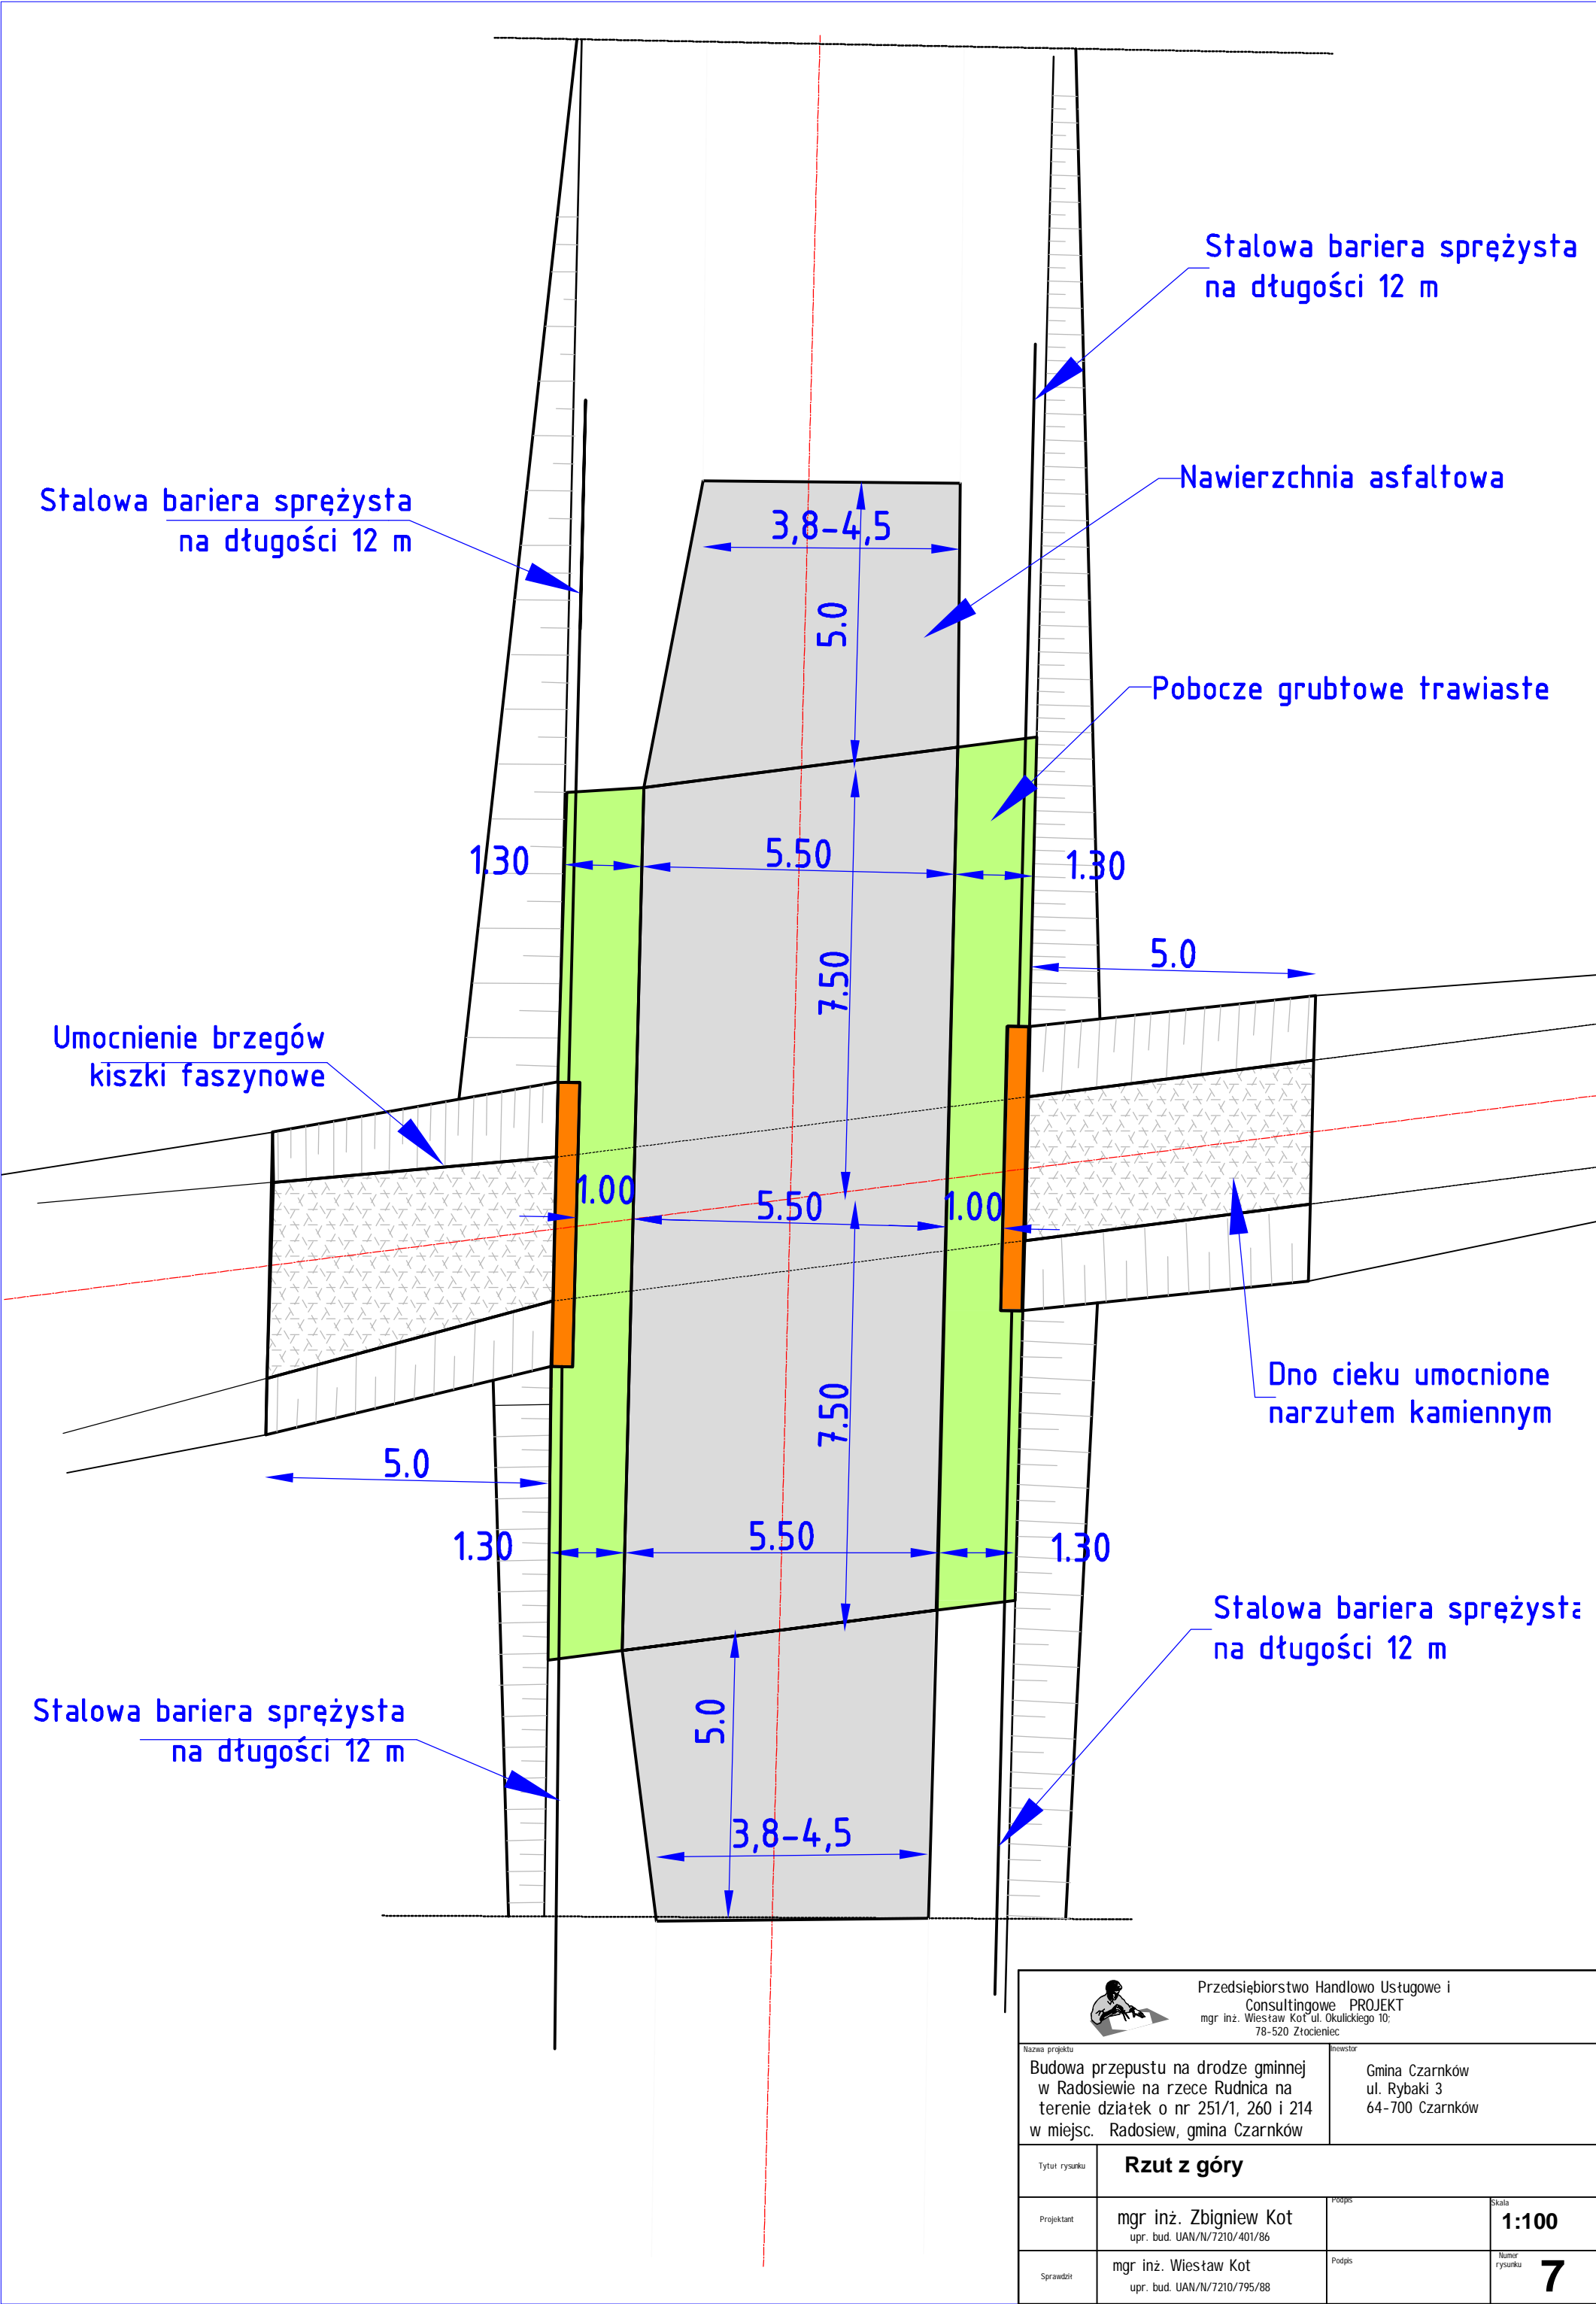 Stalowa bariera sprężysta
na długości 12 m
Nawierzchnia asfaltowa
Stalowa bariera sprężysta
na długości 12 m
3,8-4,5
5.0
Pobocze grubtowe trawiaste
1.30
5.50
1.30
5.0
7.50
Umocnienie brzegów
kiszki faszynowe
1.00
5.50
1.00
Dno cieku umocnione
narzutem kamiennym
7.50
5.0
1.30
5.50
1.30
Stalowa bariera sprężysta
na długości 12 m
Stalowa bariera sprężysta
na długości 12 m
5.0
3,8-4,5
Przedsiębiorstwo Handlowo Usługowe i
Consultingowe PROJEKT
mgr inż. Wiesław Kot ul. Okulickiego 10;
78-520 Złocieniec
Nazwa projektu
Budowa przepustu na drodze gminnej
w Radosiewie na rzece Rudnica na
terenie działek o nr 251/1, 260 i 214
w miejsc. Radosiew, gmina Czarnków
Inewstor
Gmina Czarnków
ul. Rybaki 3
64-700 Czarnków
Tytuł rysunku
Rzut z góry
Projektant
mgr inż. Zbigniew Kot
upr. bud. UAN/N/7210/401/86
Podpis
Skala
1:100
Sprawdził
mgr inż. Wiesław Kot
upr. bud. UAN/N/7210/795/88
Podpis
Numer
rysunku
7